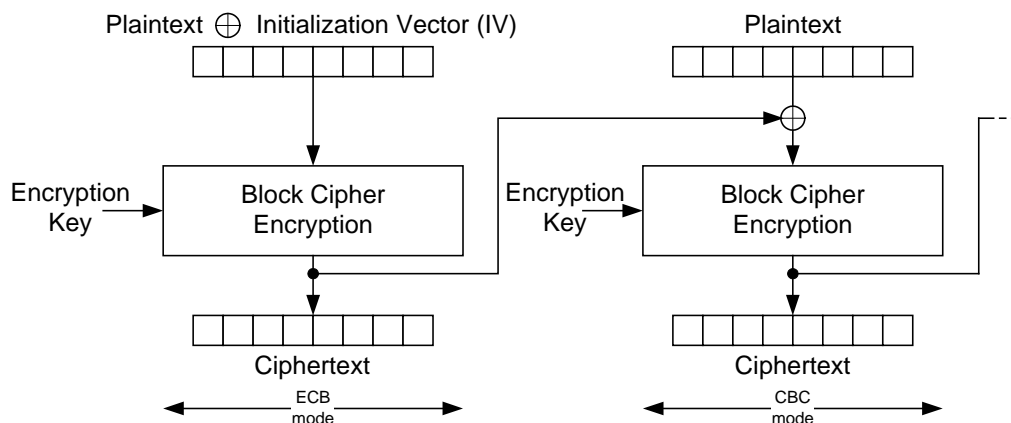 Plaintext ⊕ Initialization Vector (IV)
Plaintext
Encryption
Key
Block Cipher
Encryption
Encryption
Key
Block Cipher
Encryption
Ciphertext
Ciphertext
ECB
mode
CBC
mode